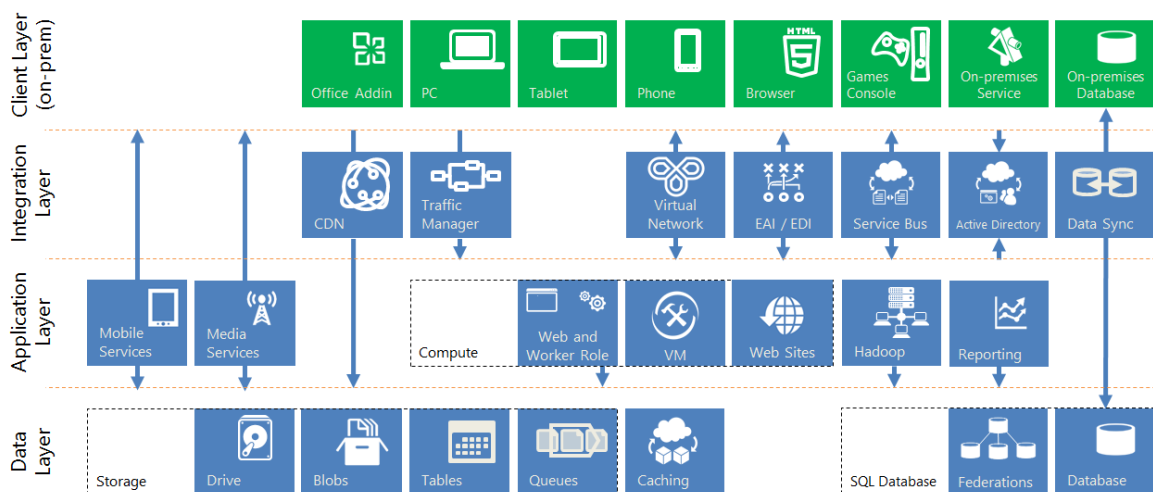 Client Layer
(on-prem)
Office Addin
PC
Tablet
Phone
HTML
5
Browser
Games
Console
On-premises
Service
On-premises
Database
Integration
Layer
CDN
Traffic
Manager
Virtual
Network
EAI / EDI
Service Bus
Active Directory
Data Sync
Application
Layer
Mobile
Services
Media
Services
Compute
Web and
Worker Role
VM
Web Sites
Hadoop
Reporting
Data
Layer
Storage
Drive
Blobs
Tables
Queues
Caching
SQL Database
Federations
Database